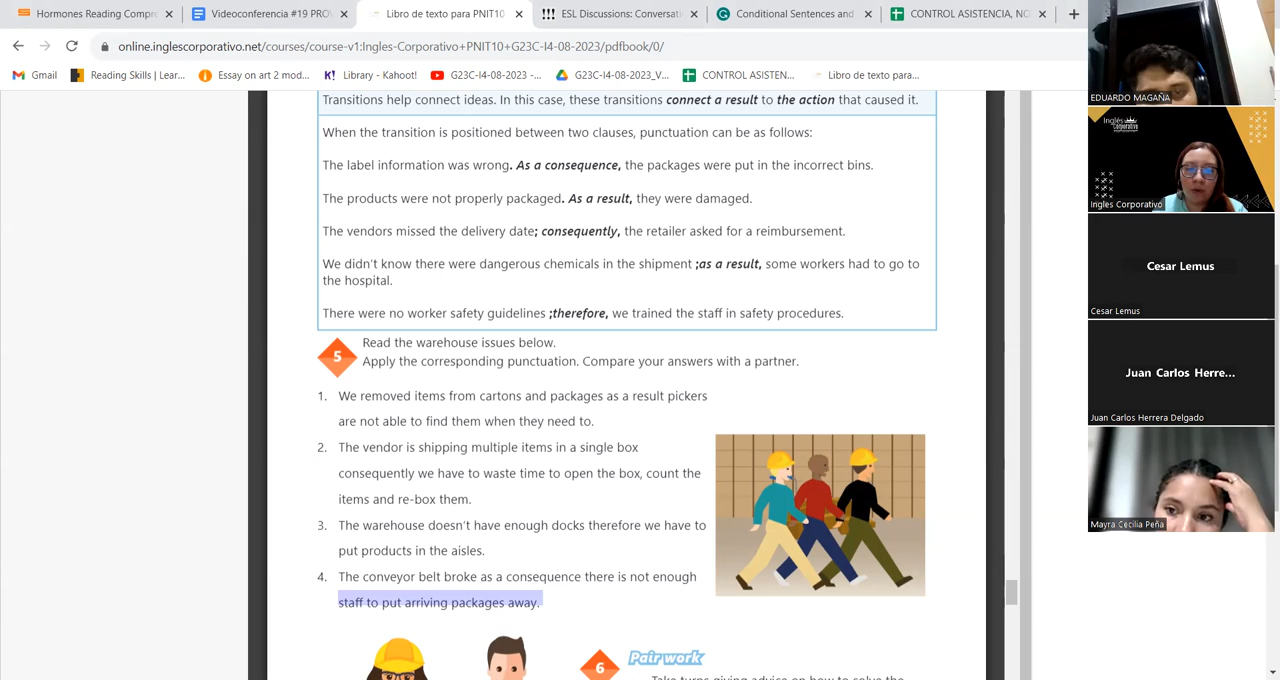 Hormones Reading Compre
Videoconferencia #19 PRO
Libro de texto para PNIT10
ESL Discussions: Conversati
Conditional Sentences and
CONTROL ASISTENCIA, NO
online.inglescorporativo.net/courses/course-v1:Ingles-Corporativo+PNIT10+G23C-I4-08-2023/pdfbook/0/
Gmail
Reading Skills | Lear...
Essay on art 2 mod...
Library - Kahoot!
G23C-I4-08-2023 -...
G23C-I4-08-2023_V...
CONTROL ASISTEN...
Libro de texto para...
Transitions help connect ideas. In this case, these transitions connect a result to the action that caused it.
When the transition is positioned between two clauses, punctuation can be as follows:
The label information was wrong. As a consequence, the packages were put in the incorrect bins.
The products were not properly packaged. As a result, they were damaged.
The vendors missed the delivery date; consequently, the retailer asked for a reimbursement.
We didn't know there were dangerous chemicals in the shipment ;as a result, some workers had to go to
the hospital.
There were no worker safety guidelines ;therefore, we trained the staff in safety procedures.
5
Read the warehouse issues below.
Apply the corresponding punctuation. Compare your answers with a partner.
1. We removed items from cartons and packages as a result pickers
are not able to find them when they need to.
2. The vendor is shipping multiple items in a single box
consequently we have to waste time to open the box, count the
items and re-box them.
3. The warehouse doesn't have enough docks therefore we have to
put products in the aisles.
4. The conveyor belt broke as a consequence there is not enough
staff to put arriving packages away.
6
Pair work
Take turns giving advice on how to solve the
EDUARDO MAGAÑA
Inglés
Corporativo
Ingles Corporativo
Cesar Lemus
Cesar Lemus
Juan Carlos Herre...
Juan Carlos Herrera Delgado
Mayra Cecilia Peña